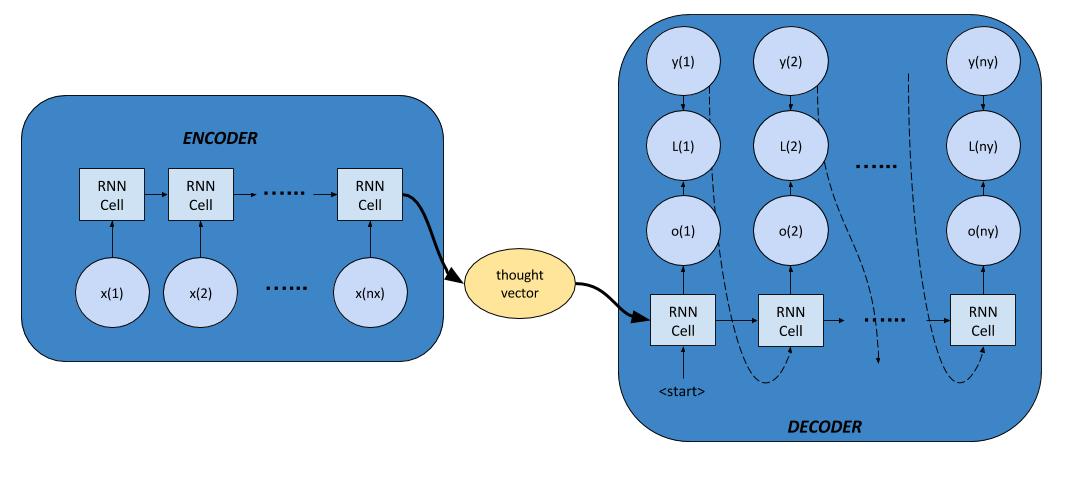 ENCODER
RNN
Cell
RNN
Cell
......
RNN
Cell
x(1)
x(2)
......
x(nx)
thought
vector
y(1)
y(2)
y(ny)
L(1)
L(2)
......
L(ny)
o(1)
o(2)
o(ny)
RNN
Cell
RNN
Cell
......
RNN
Cell
<start>
DECODER